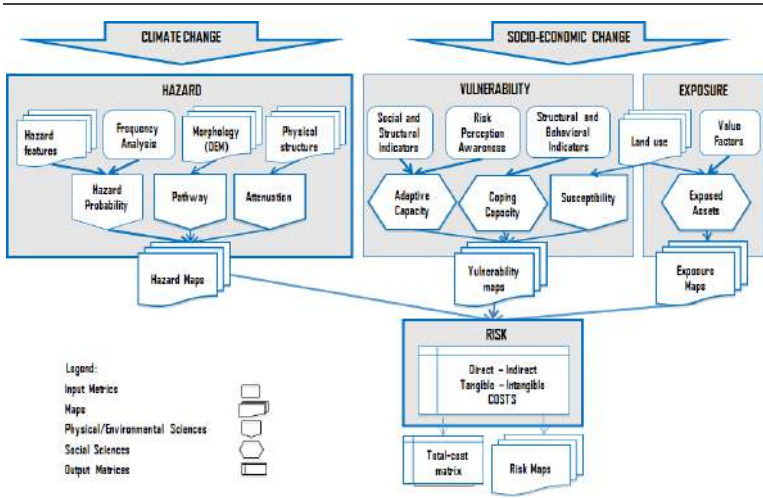 CLIMATE CHANGE
SOCIO-ECONOMIC CHANGE
HAZARD
VULNERABILITY
EXPOSURE
Hazard
features
Frequency
Analysis
Morphology
(DEM)
Physical
structure
Social and
Structural
Indicators
Risk
Perception
Awareness
Structural and
Behavioral
Indicators
Land use
Value
Factors
Hazard
Probability
Pathway
Attenuation
Adaptive
Capacity
Coping
Capacity
Susceptibility
Exposed
Assets
Hazard Maps
Vulnerability
maps
Exposure
Maps
RISK
Direct – Indirect
Tangible – Intangible
COSTS
Total-cost
matrix
Risk Maps
Legend:
Input Metrics
Maps
Physical/Environmental Sciences
Social Sciences
Output Matrices